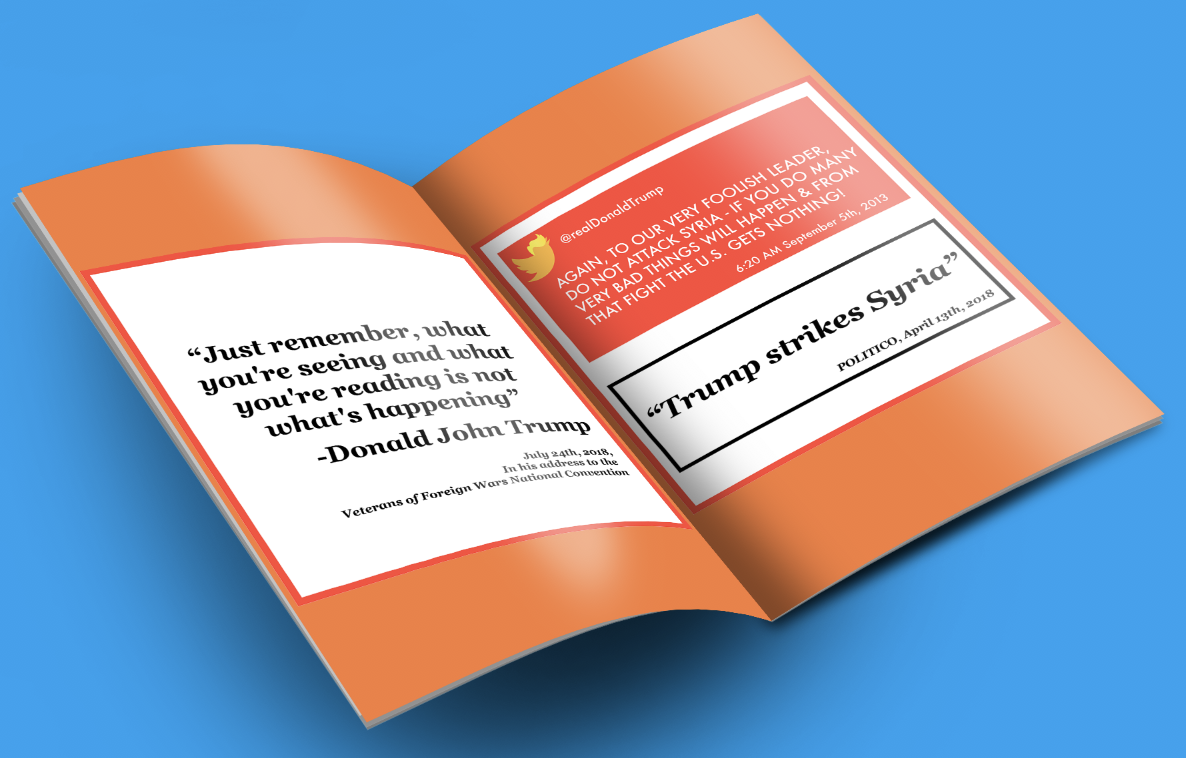 “Just remember, what
you're seeing and what
you're reading is not
what's happening”
-Donald John Trump
July 24th, 2018,
In his address to the
Veterans of Foreign Wars National Convention
@realDonaldTrump
AGAIN, TO OUR VERY FOOLISH LEADER,
DO NOT ATTACK SYRIA - IF YOU DO MANY
VERY BAD THINGS WILL HAPPEN & FROM
THAT FIGHT THE U.S. GETS NOTHING!
6:20 AM September 5th, 2013
“Trump strikes Syria”
POLITICO, April 13th, 2018